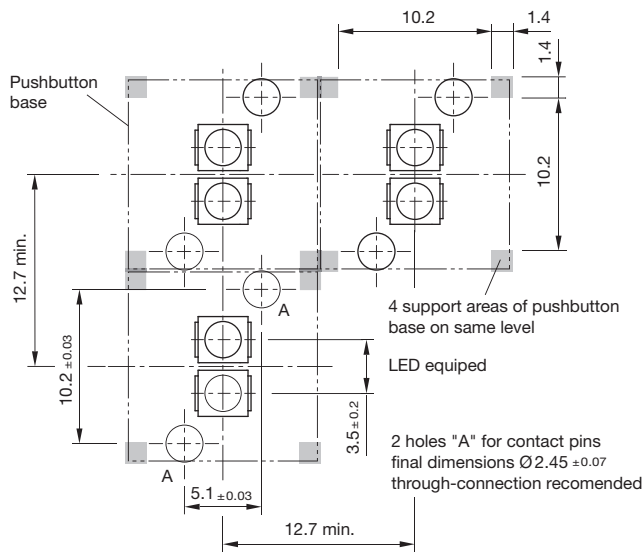 10.2
1.4
1.4
Pushbutton
base
10.2
12.7 min.
4 support areas of pushbutton
base on same level
A
LED equiped
10.2 ±0.03
3.5 ± 0.2
2 holes "A" for contact pins
final dimensions Ø 2.45 ±0.07
through-connection recomended
A
5.1 ±0.03
12.7 min.